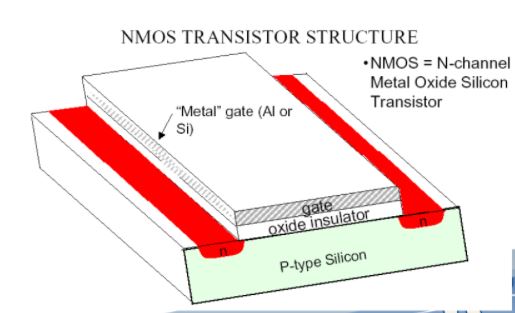 NMOS TRANSISTOR STRUCTURE
•NMOS = N-channel
Metal Oxide Silicon
Transistor
“Metal” gate (Al or
Si)
gate
oxide insulator
n
n
P-type Silicon